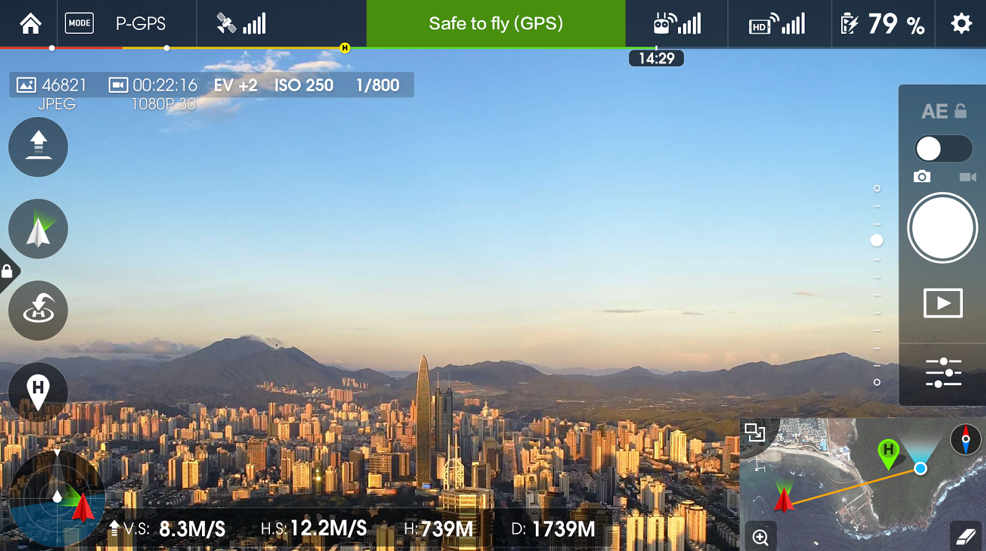 MODE P-GPS Safe to fly (GPS) HD 79 %
H
14:29
46821 00:22:16 EV +2 ISO 250 1/800
JPEG 1080P 30
AE
H
H
V.S: 8.3M/S H.S: 12.2M/S H: 739M D: 1739M